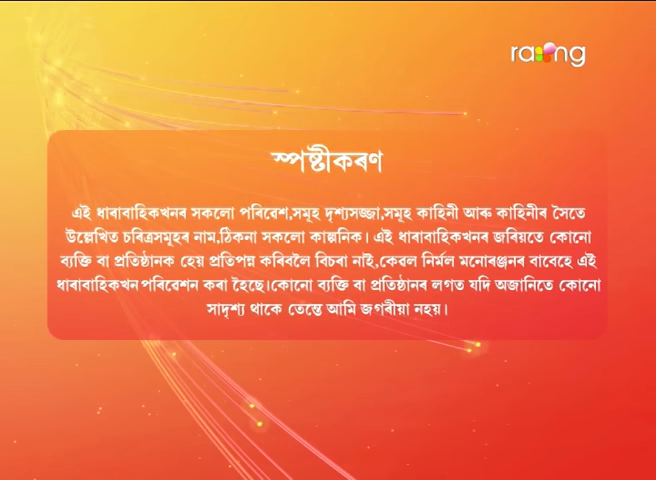 rang
স্পষ্টীকৰণ
এই ধাৰাবাহিকখনৰ সকলো পৰিৱেশ,সমূহ দৃশ্যসজ্জা,সমূহ কাহিনী আৰু কাহিনীৰ সৈতে
উল্লেখিত চৰিত্ৰসমূহৰ নাম,ঠিকনা সকলো কাল্পনিক। এই ধাৰাবাহিকখনৰ জৰিয়তে কোনো
ব্যক্তি বা প্ৰতিষ্ঠানক হেয় প্ৰতিপন্ন কৰিবলৈ বিচৰা নাই,কেৱল নিৰ্মল মনোৰঞ্জনৰ বাবেহে এই
ধাৰাবাহিকখন পৰিৱেশন কৰা হৈছে।কোনো ব্যক্তি বা প্ৰতিষ্ঠানৰ লগত যদি অজানিতে কোনো
সাদৃশ্য থাকে তেন্তে আমি জগৰীয়া নহয়।